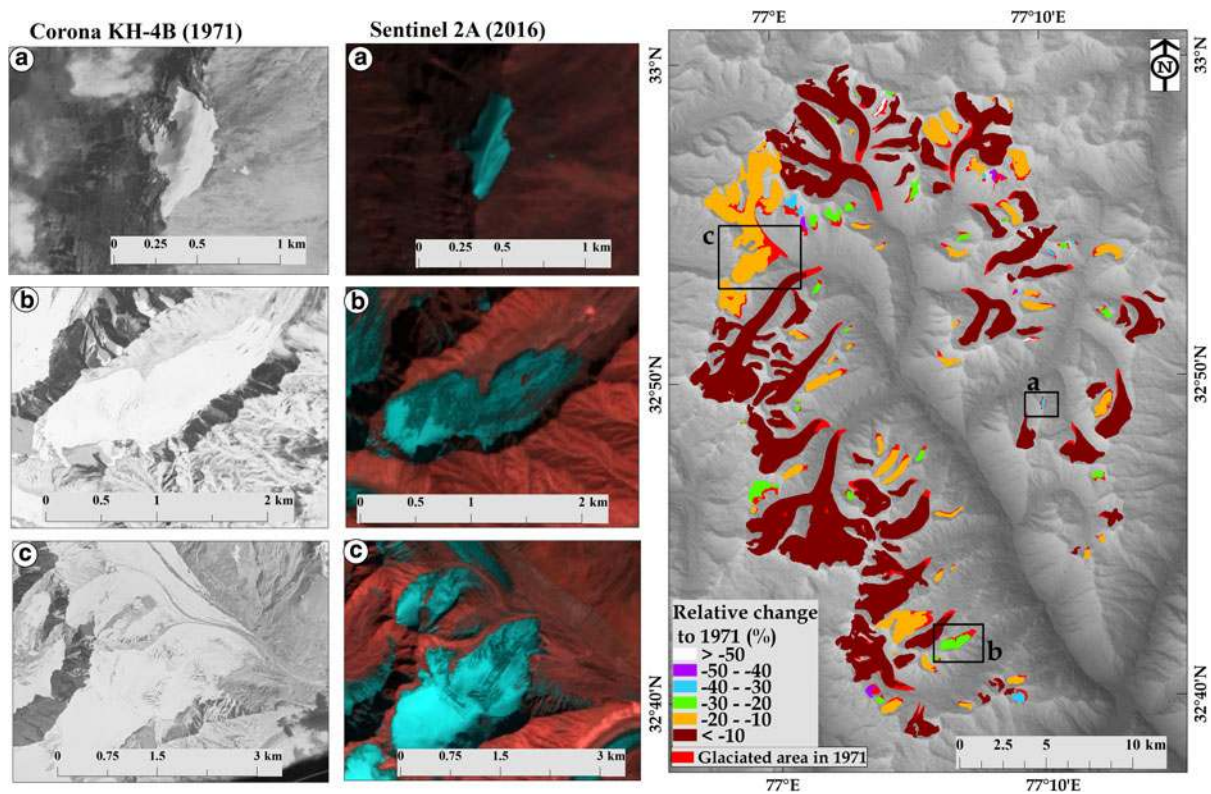 Corona KH-4B (1971)
Sentinel 2A (2016)
a
0 0.25 0.5 1 km
a
0 0.25 0.5 1 km
b
0 0.5 1 2 km
b
0 0.5 1 2 km
c
0 0.75 1.5 3 km
c
0 0.75 1.5 3 km
77°E
77°10'E
N
33°N
33°N
32°50'N
32°50'N
32°40'N
32°40'N
c
a
b
Relative change
to 1971 (%)
> -50
-50 - -40
-40 - -30
-30 - -20
-20 - -10
< -10
Glaciated area in 1971
0 2.5 5 10 km
77°E
77°10'E